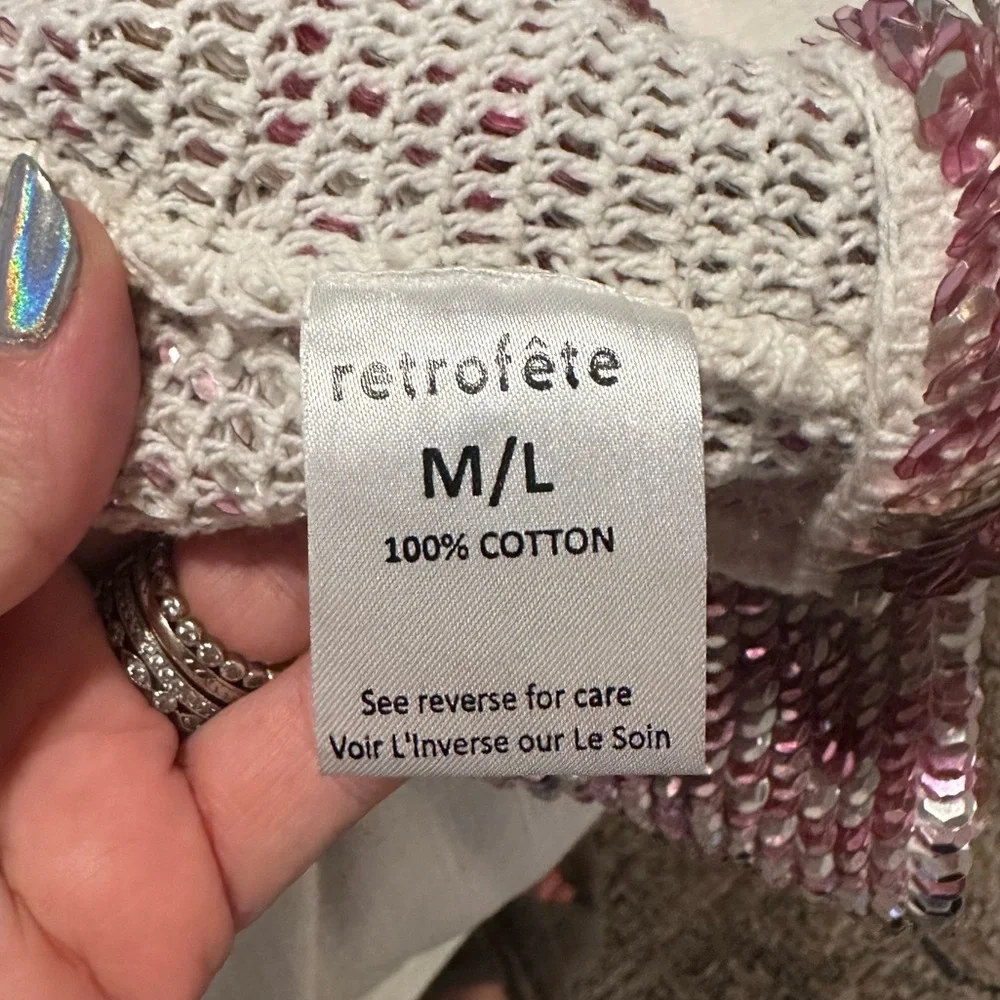 retrofête
M/L
100% COTTON
See reverse for care
Voir L'Inverse our Le Soin